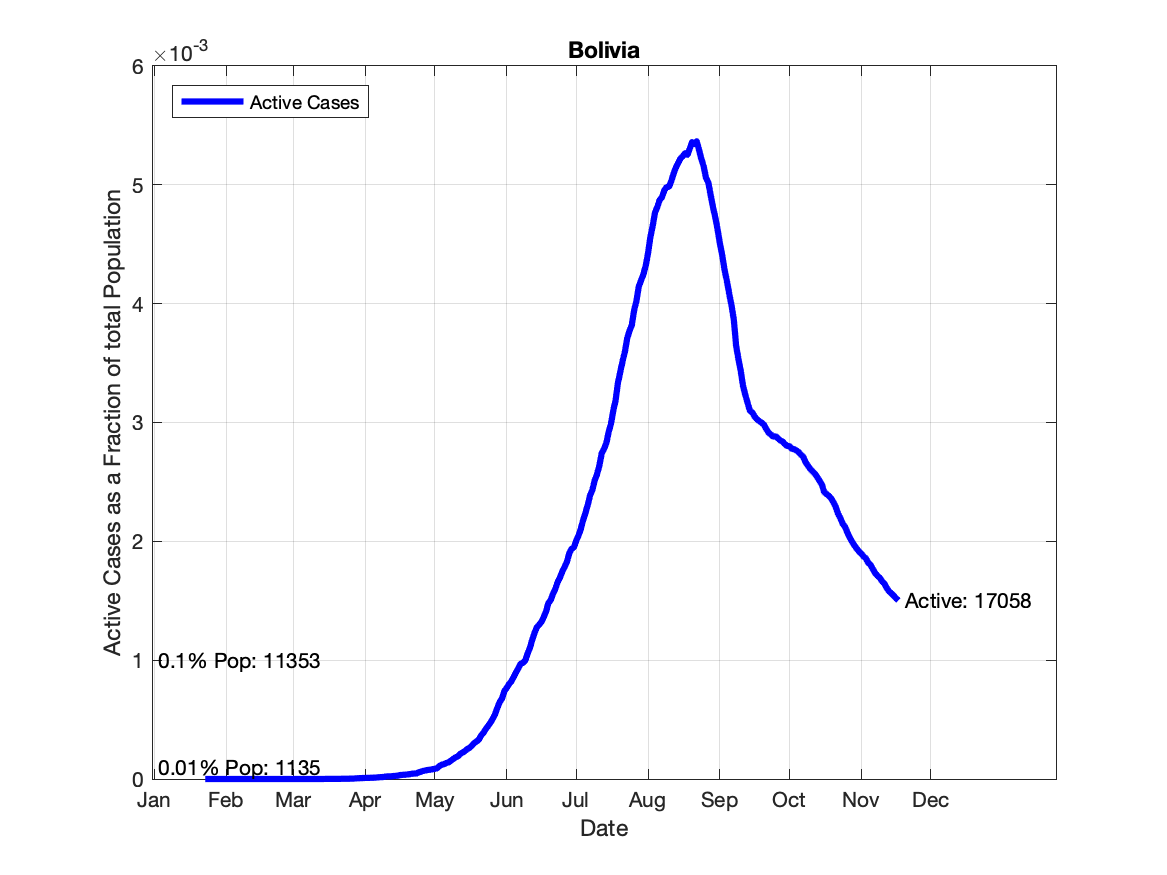 Bolivia
×10-3
6
5
4
3
2
1
0
Active Cases
Active Cases as a Fraction of total Population
Active: 17058
0.1% Pop: 11353
0.01% Pop: 1135
Jan Feb Mar Apr May Jun Jul Aug Sep Oct Nov Dec
Date